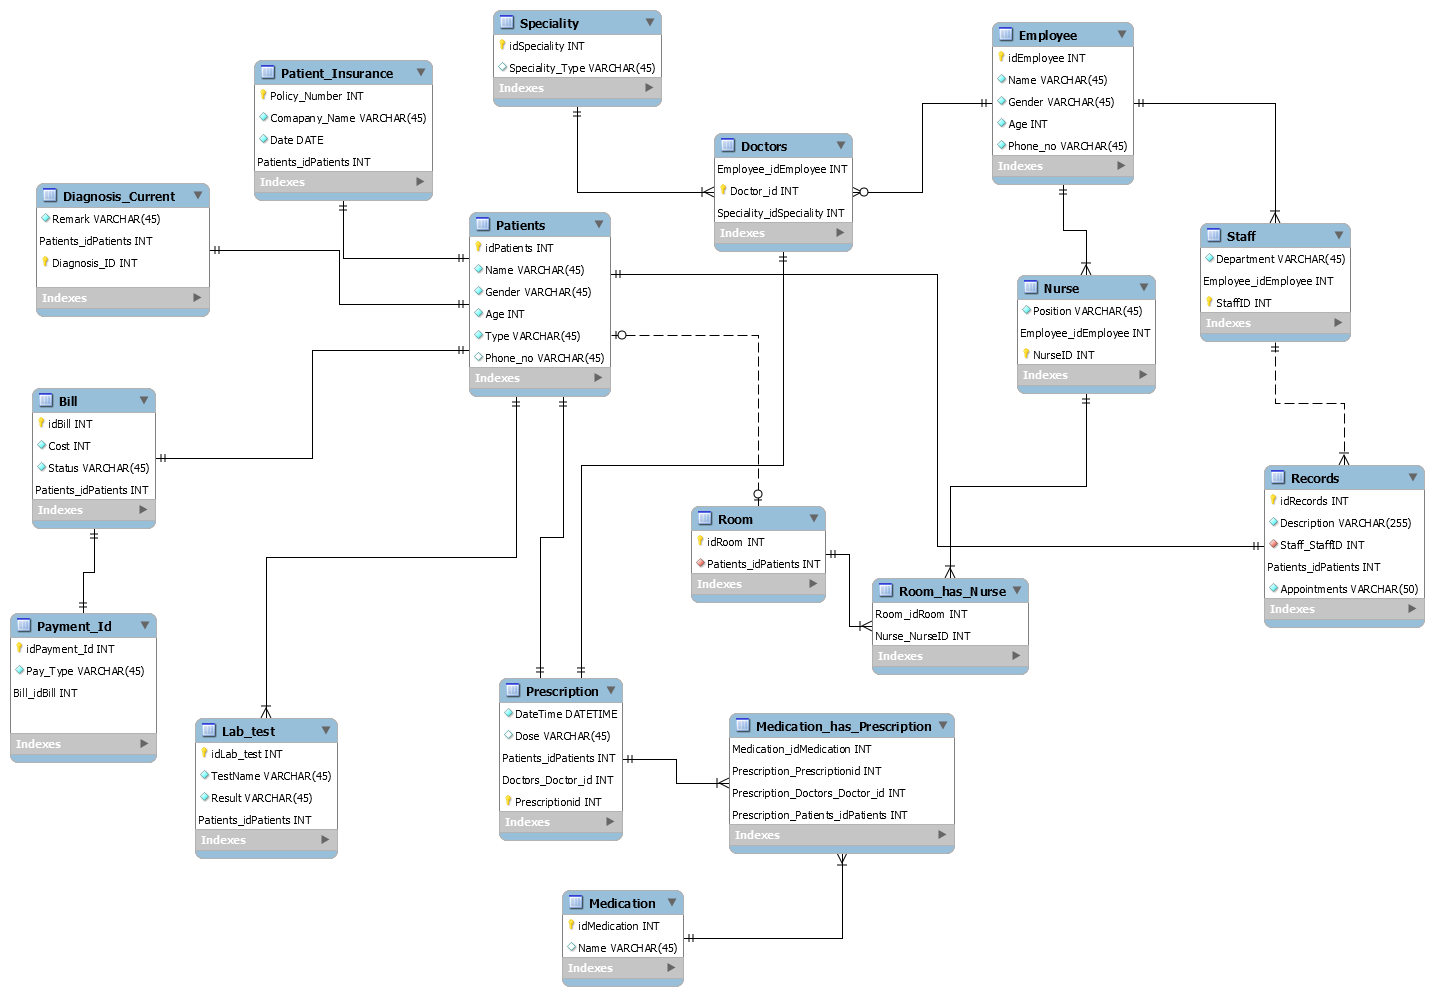 Speciality
idSpeciality INT
Speciality_Type VARCHAR(45)
Indexes
Employee
idEmployee INT
Name VARCHAR(45)
Gender VARCHAR(45)
Age INT
Phone_no VARCHAR(45)
Indexes
Patient_Insurance
Policy_Number INT
Comapany_Name VARCHAR(45)
Date DATE
Patients_idPatients INT
Indexes
Doctors
Employee_idEmployee INT
Doctor_id INT
Speciality_idSpeciality INT
Indexes
Diagnosis_Current
Remark VARCHAR(45)
Patients_idPatients INT
Diagnosis_ID INT
Indexes
Patients
idPatients INT
Name VARCHAR(45)
Gender VARCHAR(45)
Age INT
Type VARCHAR(45)
Phone_no VARCHAR(45)
Indexes
Staff
Department VARCHAR(45)
Employee_idEmployee INT
StaffID INT
Indexes
Nurse
Position VARCHAR(45)
Employee_idEmployee INT
NurseID INT
Indexes
Bill
idBill INT
Cost INT
Status VARCHAR(45)
Patients_idPatients INT
Indexes
Records
idRecords INT
Description VARCHAR(255)
Staff_StaffID INT
Patients_idPatients INT
Appointments VARCHAR(50)
Indexes
Room
idRoom INT
Patients_idPatients INT
Indexes
Room_has_Nurse
Room_idRoom INT
Nurse_NurseID INT
Indexes
Payment_Id
idPayment_Id INT
Pay_Type VARCHAR(45)
Bill_idBill INT
Indexes
Lab_test
idLab_test INT
TestName VARCHAR(45)
Result VARCHAR(45)
Patients_idPatients INT
Indexes
Prescription
DateTime DATETIME
Dose VARCHAR(45)
Patients_idPatients INT
Doctors_Doctor_id INT
Prescriptionid INT
Indexes
Medication_has_Prescription
Medication_idMedication INT
Prescription_Prescriptionid INT
Prescription_Doctors_Doctor_id INT
Prescription_Patients_idPatients INT
Indexes
Medication
idMedication INT
Name VARCHAR(45)
Indexes